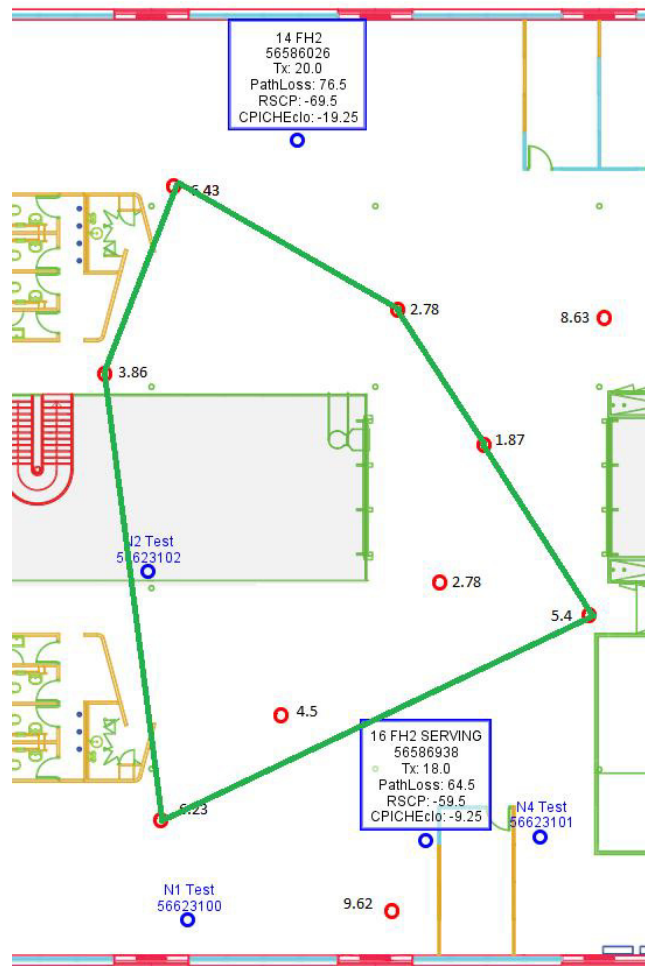 14 FH2
56586026
Tx: 20.0
PathLoss: 76.5
RSCP: -69.5
CPICHEclo: -19.25
2.78
8.63
3.86
1.87
N2 Test
56623102
2.78
5.4
4.5
16 FH2 SERVING
56586938
Tx: 18.0
PathLoss: 64.5
RSCP: -59.5
CPICHEclo: -9.25
N4 Test
56623101
N1 Test
56623100
9.62